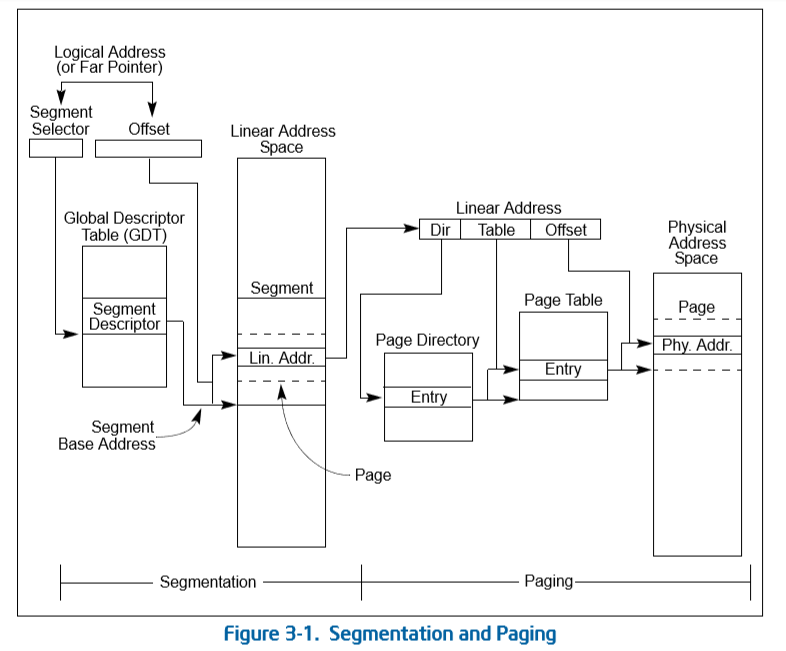 Logical Address
(or Far Pointer)
Segment
Selector
Offset
Linear Address
Space
Global Descriptor
Table (GDT)
Segment
Descriptor
Segment
Lin. Addr.
Segment
Base Address
Page
Linear Address
Dir
Table
Offset
Page Directory
Entry
Page Table
Entry
Physical
Address
Space
Page
Phy. Addr.
Segmentation
Paging
Figure 3-1. Segmentation and Paging